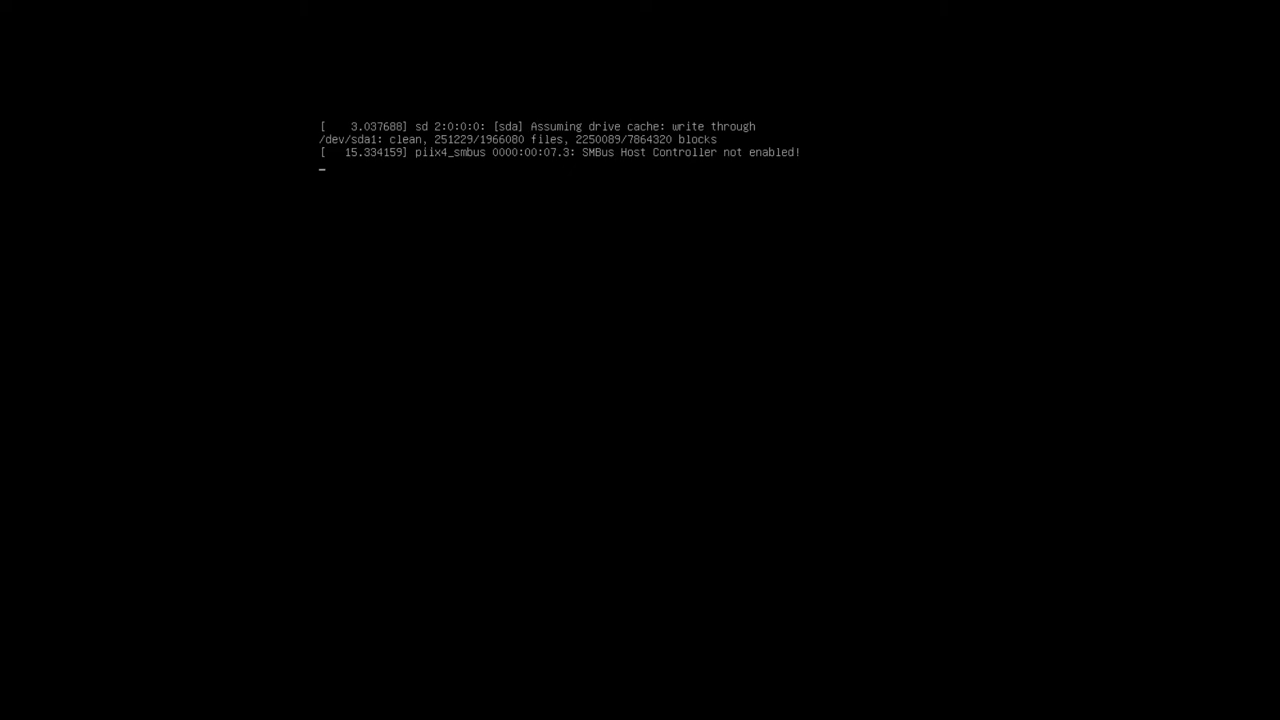 [    3.037688] sd 2:0:0:0: [sda] Assuming drive cache: write through
/dev/sda1: clean, 251229/1966080 files, 2250089/7864320 blocks
[   15.334159] piix4_smbus 0000:00:07.3: SMBus Host Controller not enabled!
_